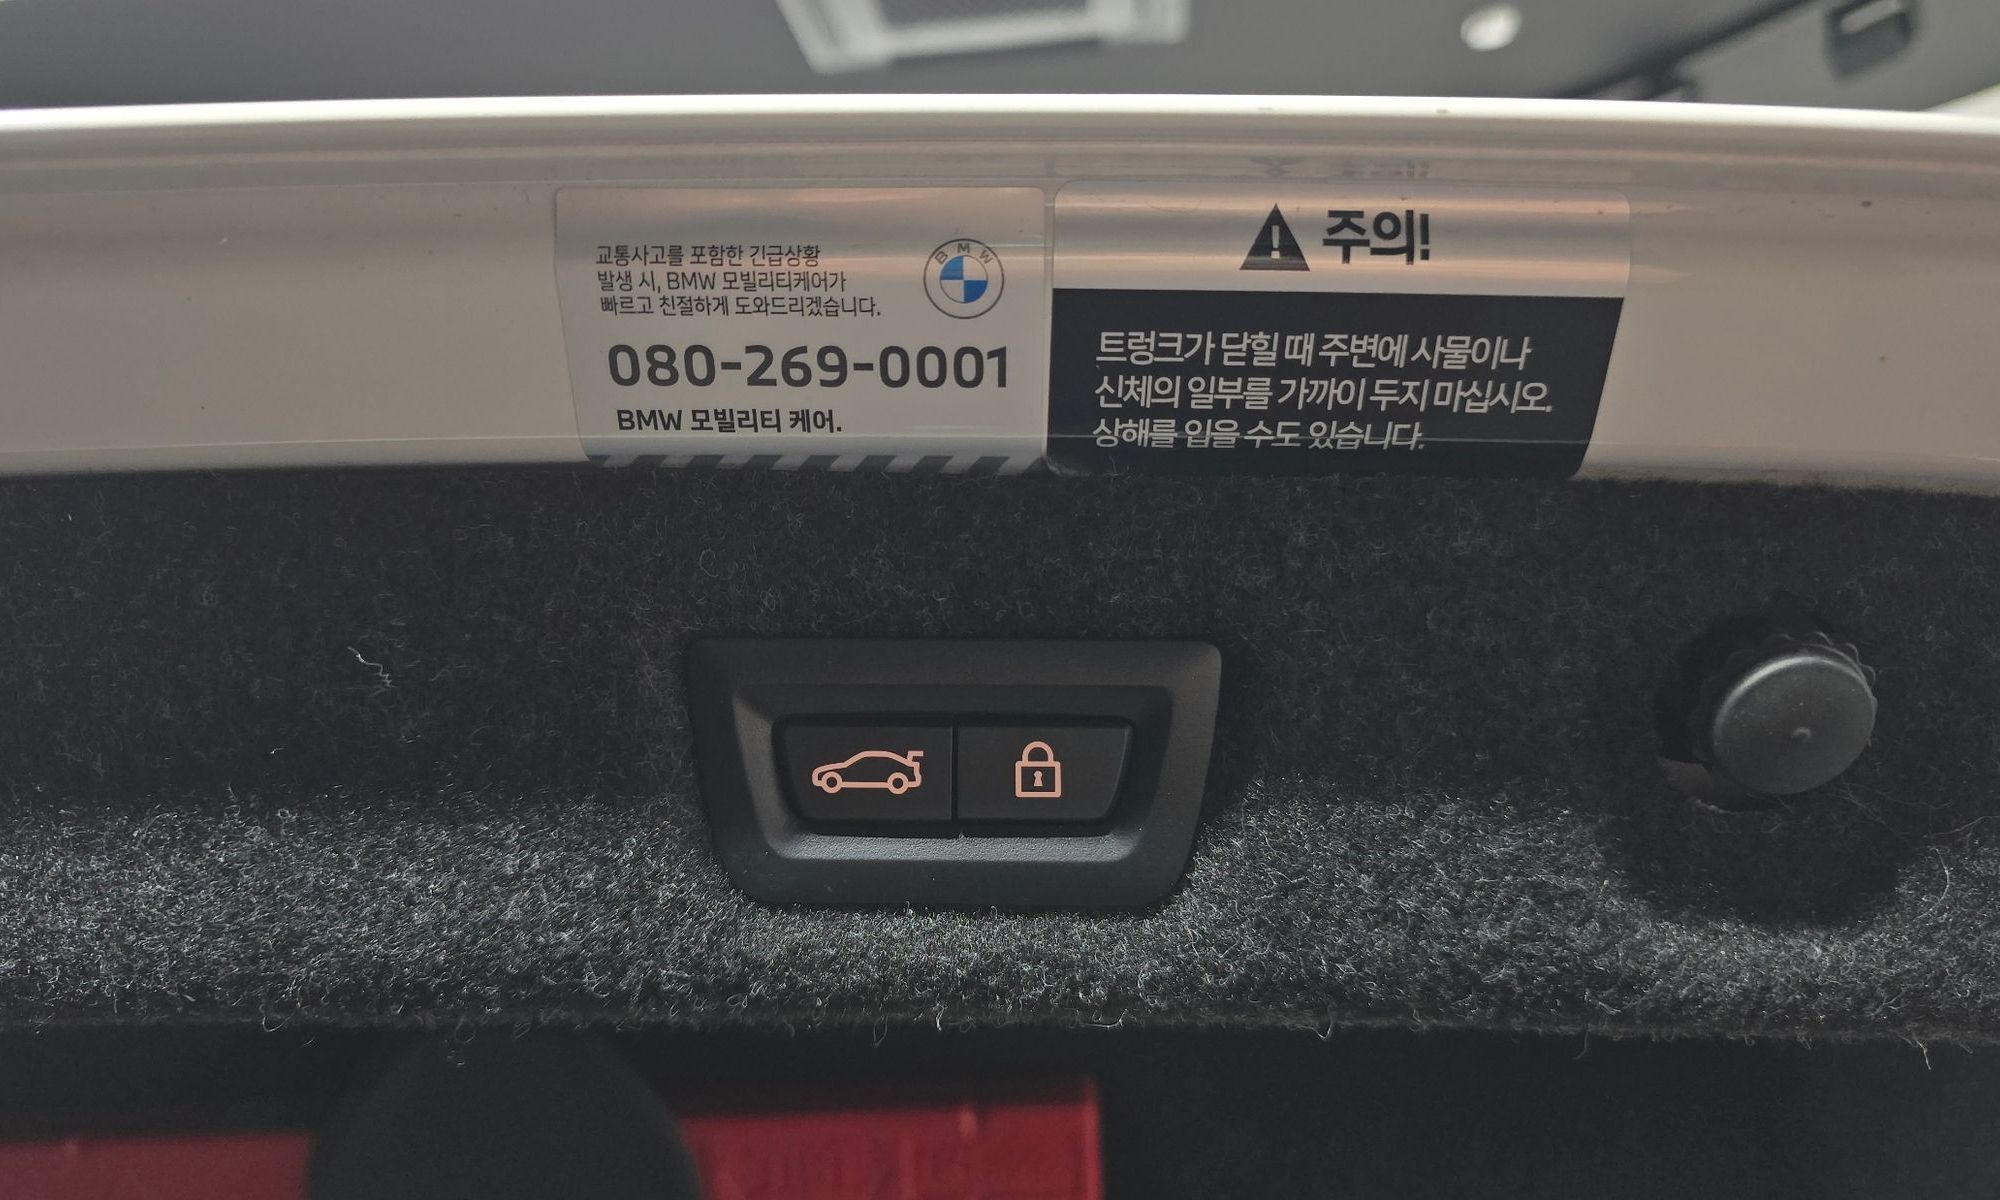 교통사고를 포함한 긴급상황
발생 시, BMW 모빌리티케어가
빠르고 친절하게 도와드리겠습니다.
BMW
080-269-0001
BMW 모빌리티 케어.
주의!
트렁크가 닫힐 때 주변에 사물이나
신체의 일부를 가까이 두지 마십시오.
상해를 입을 수도 있습니다.